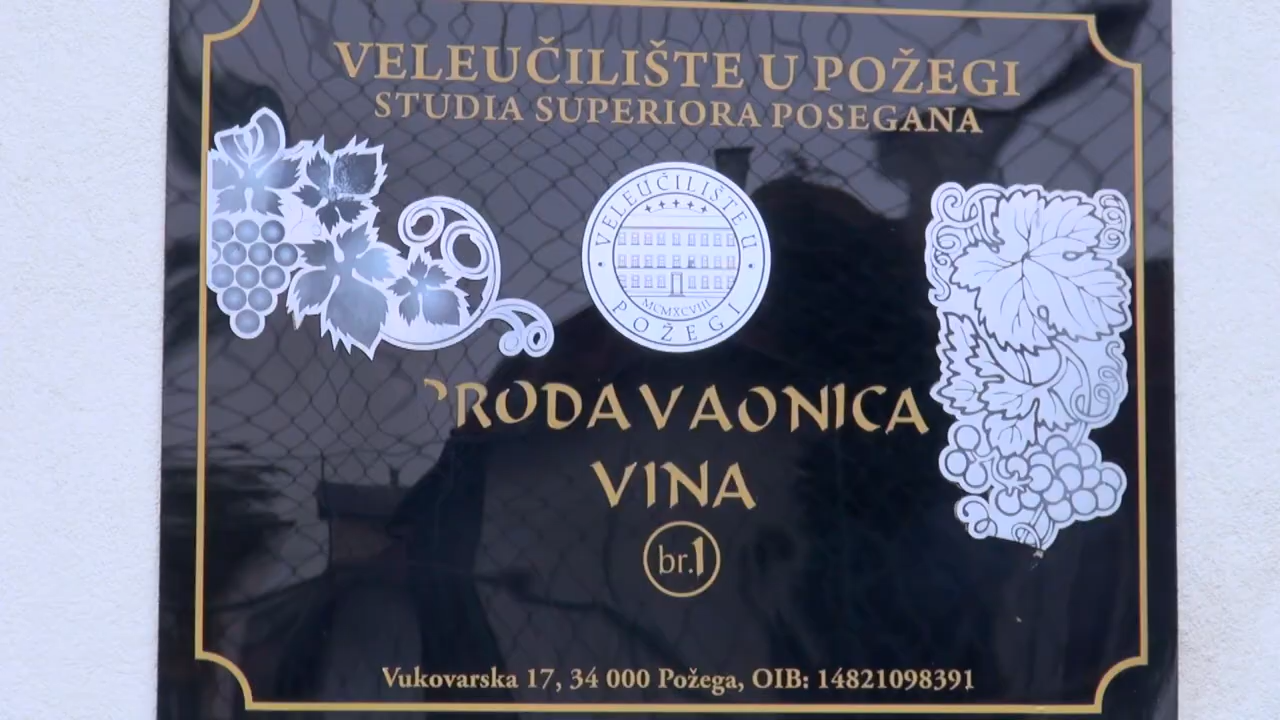 VELEUČILIŠTE U POŽEGI
STUDIA SUPERIORA POSEGANA
VELEUČILIŠTE U
POŽEGI
MCMXCVIII
PRODAVAONICA
VINA
br.1
Vukovarska 17, 34 000 Požega, OIB: 14821098391